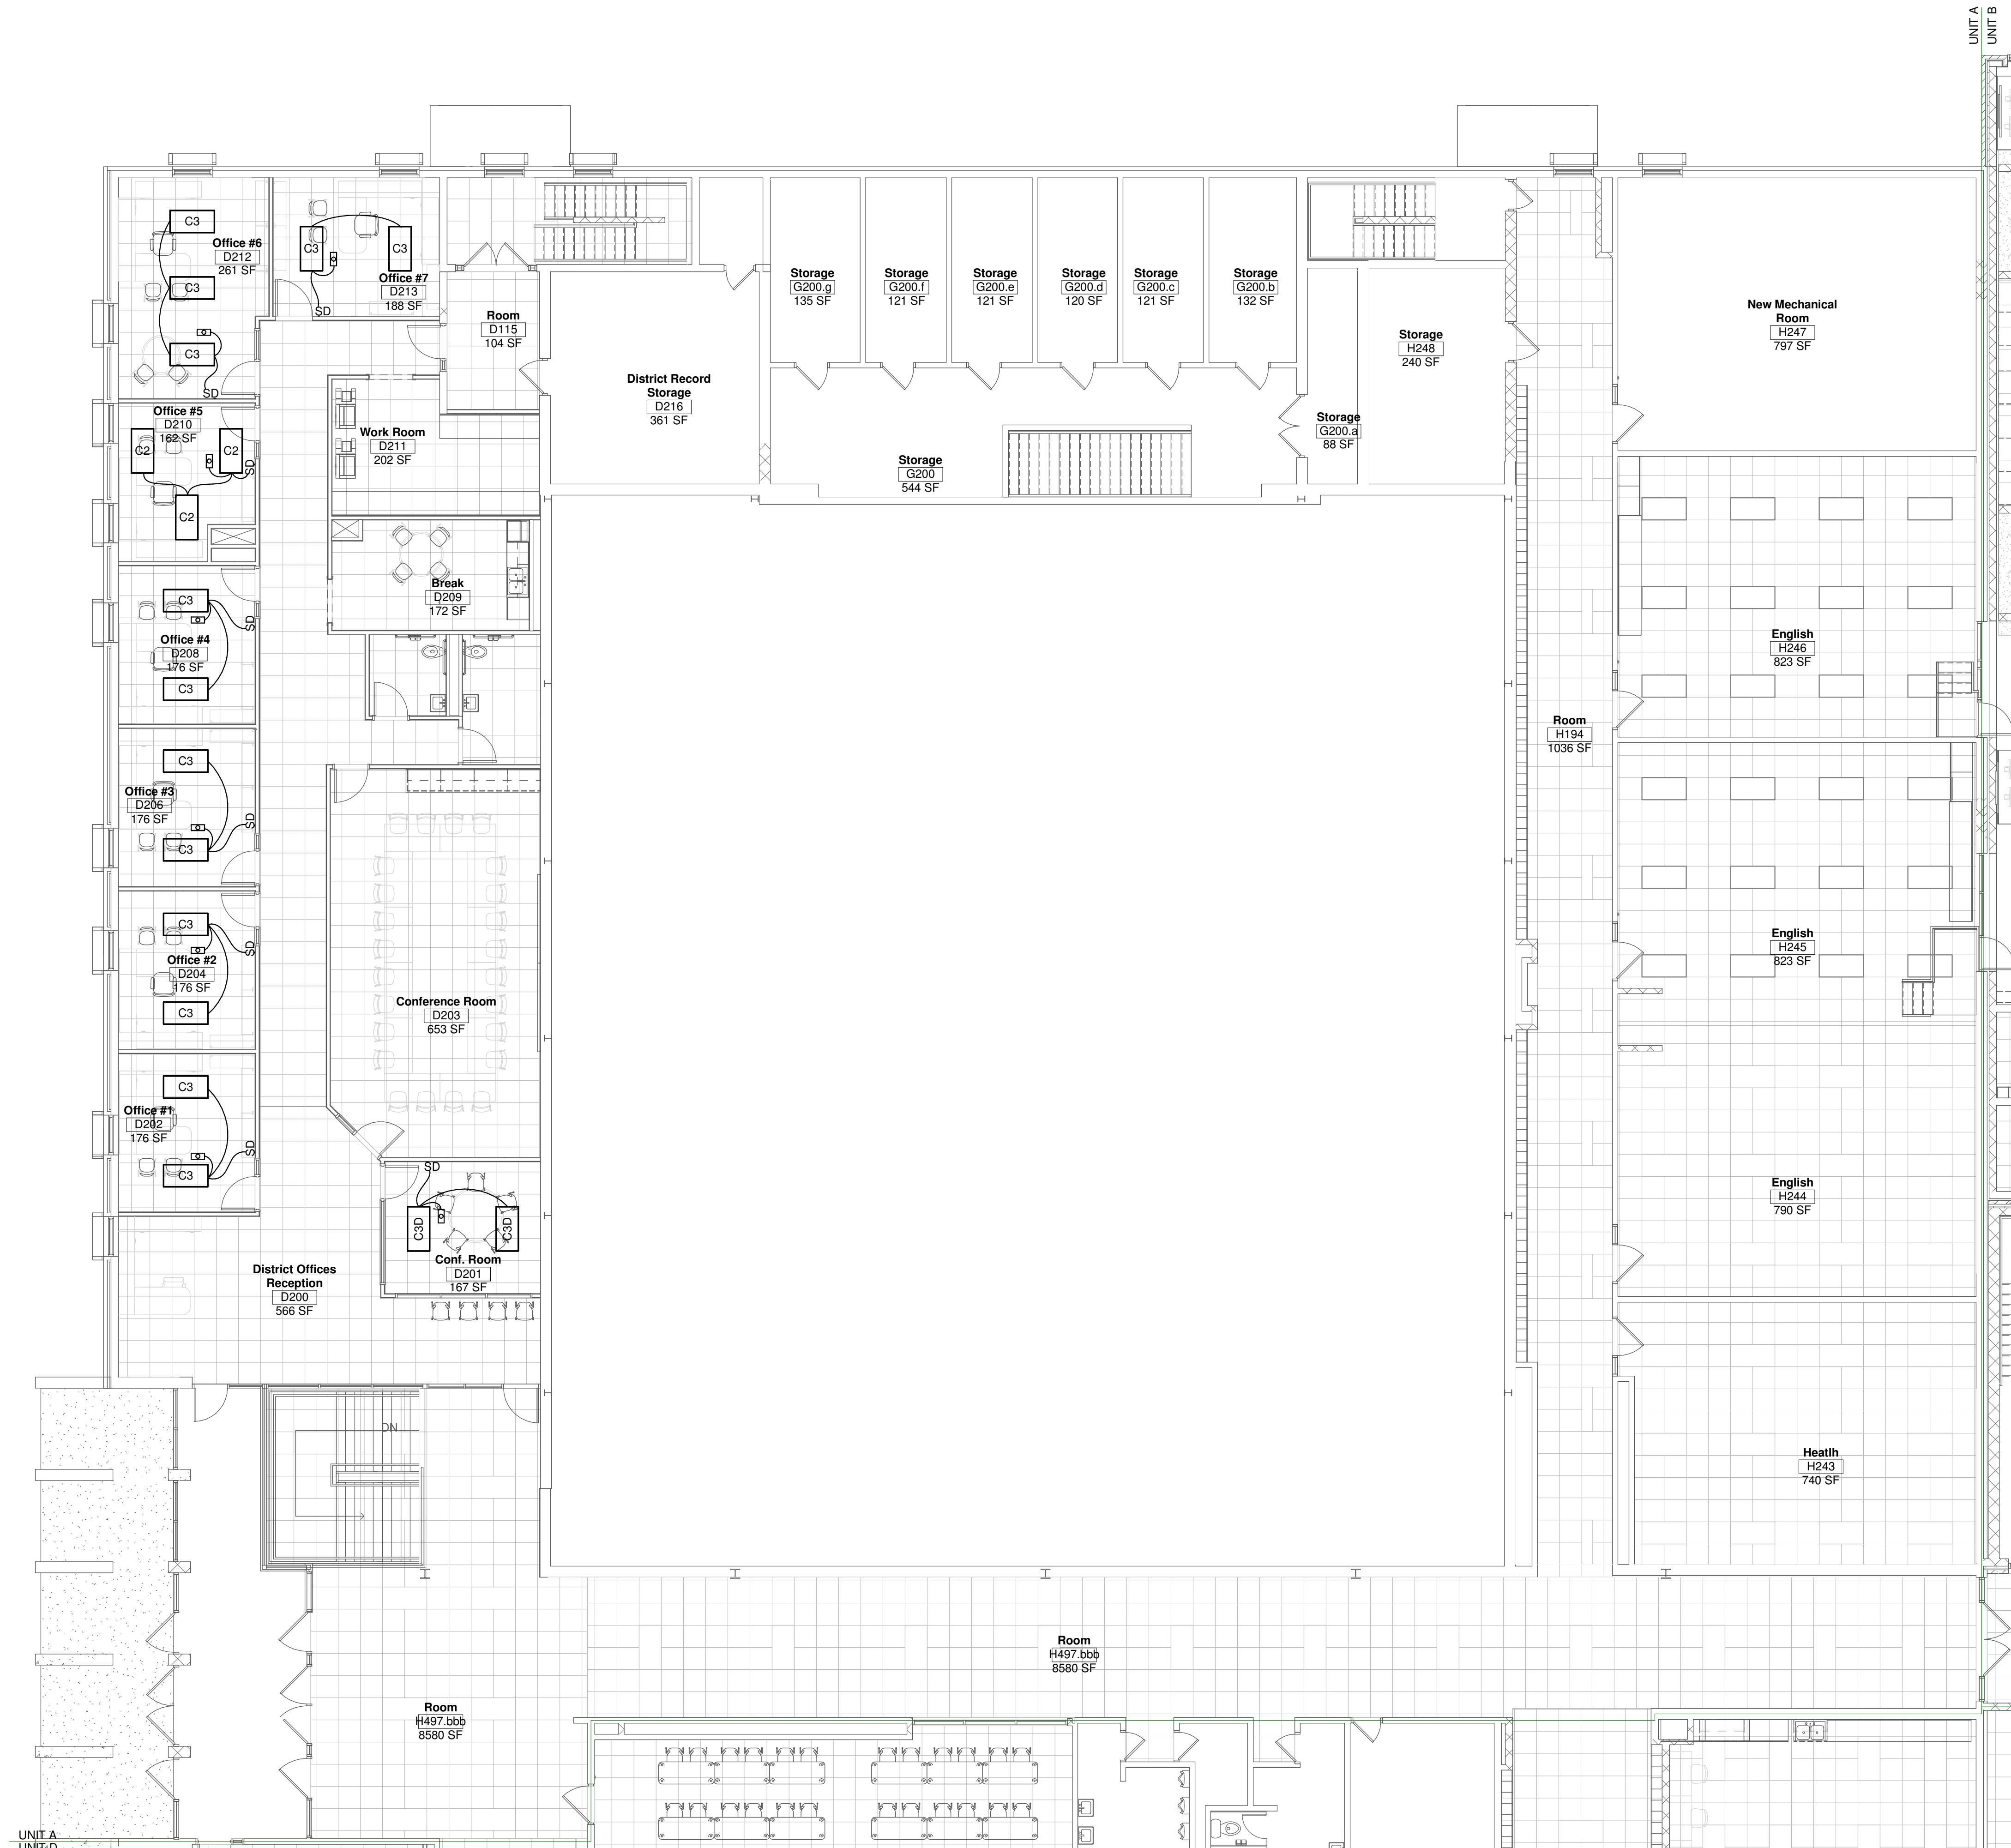 UNIT A
UNIT B
C3
Office #6
D212
261 SF
C3
C3
SD
C3
C3
Office #7
D213
188 SF
SD
Room
D115
104 SF
District Record
Storage
D216
361 SF
Storage
G200.g
135 SF
Storage
G200.f
121 SF
Storage
G200.e
121 SF
Storage
G200.d
120 SF
Storage
G200.c
121 SF
Storage
G200.b
132 SF
Storage
H248
240 SF
Storage
G200.a
88 SF
Storage
G200
544 SF
New Mechanical
Room
H247
797 SF
Office #5
D210
162 SF
C2
C2
SD
C2
Work Room
D211
202 SF
Break
D209
172 SF
C3
SD
Office #4
D208
176 SF
C3
English
H246
823 SF
Room
H194
1036 SF
C3
Office #3
D206
176 SF
SD
C3
C3
SD
Office #2
D204
176 SF
C3
Conference Room
D203
653 SF
English
H245
823 SF
C3
Office #1
D202
176 SF
SD
C3
SD
C3D
C3D
Conf. Room
D201
167 SF
English
H244
790 SF
District Offices
Reception
D200
566 SF
DN
Heatlh
H243
740 SF
Room
H497.bbb
8580 SF
Room
H497.bbb
8580 SF
UNIT A
UNIT D